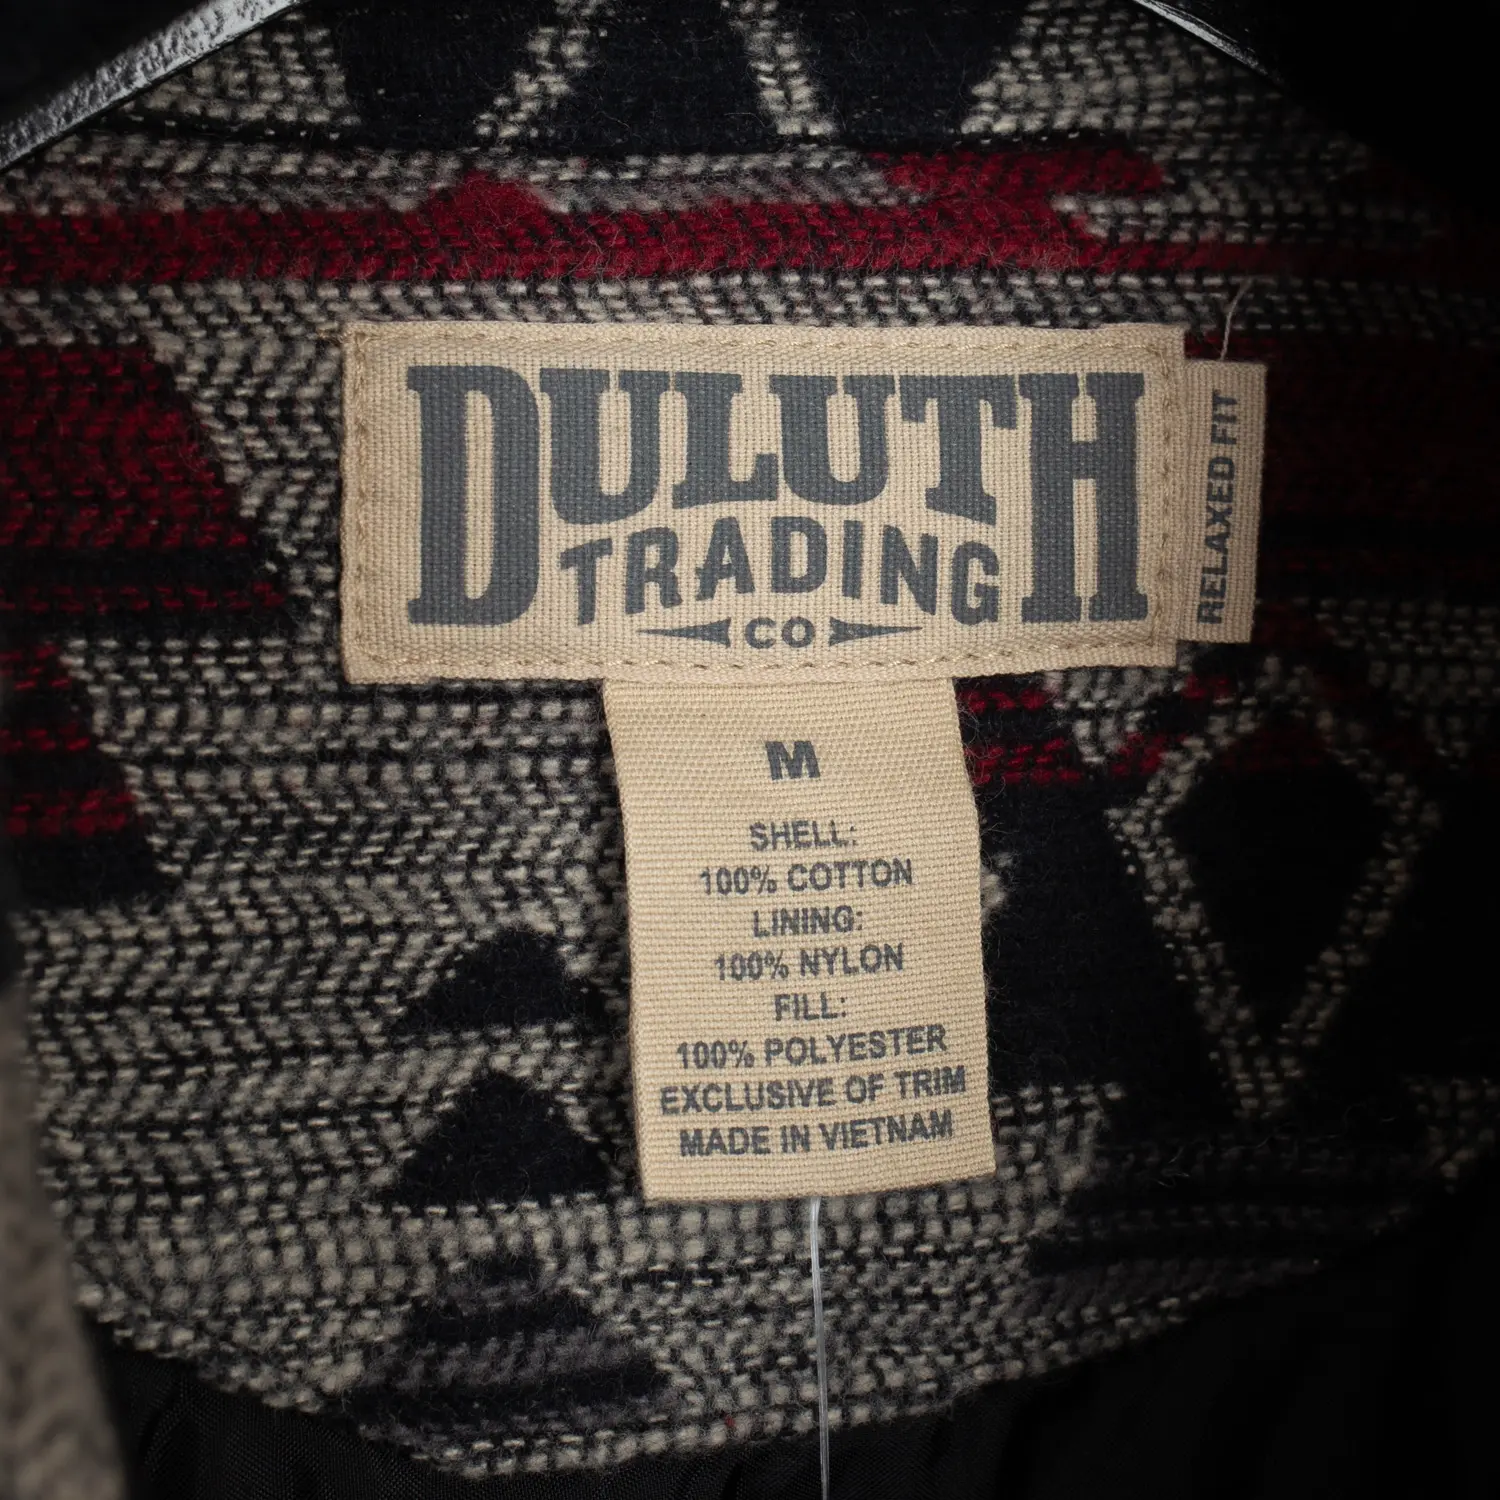 DULUTH
TRADING
CO
RELAXED FIT
M
SHELL:
100% COTTON
LINING:
100% NYLON
FILL:
100% POLYESTER
EXCLUSIVE OF TRIM
MADE IN VIETNAM